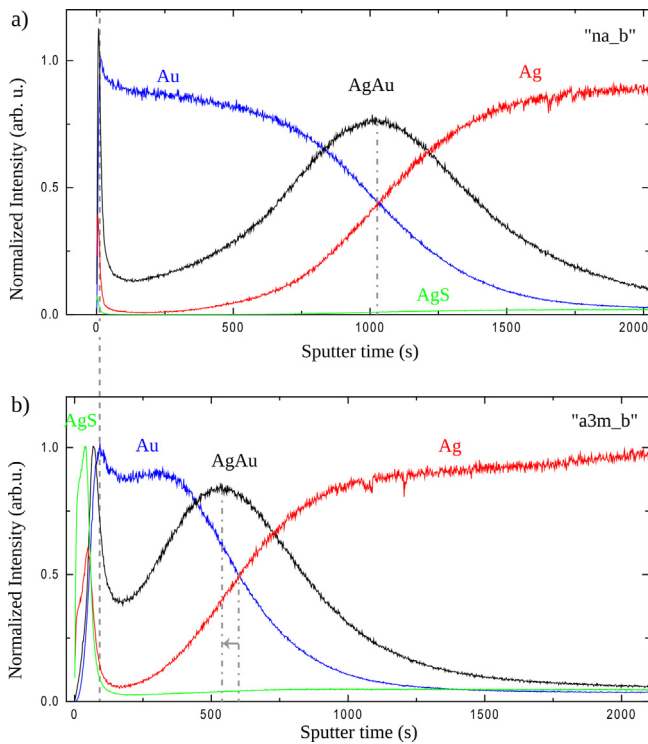 a)
"na_b"
Au
AgAu
Ag
AgS
Normalized Intensity (arb. u.)
1.0
0.5
0.0
0
500
1000
1500
2000
Sputter time (s)
b)
AgS
"a3m_b"
Au
AgAu
Ag
Normalized Intensity (arb.u.)
1.0
0.5
0.0
0
500
1000
1500
2000
Sputter time (s)